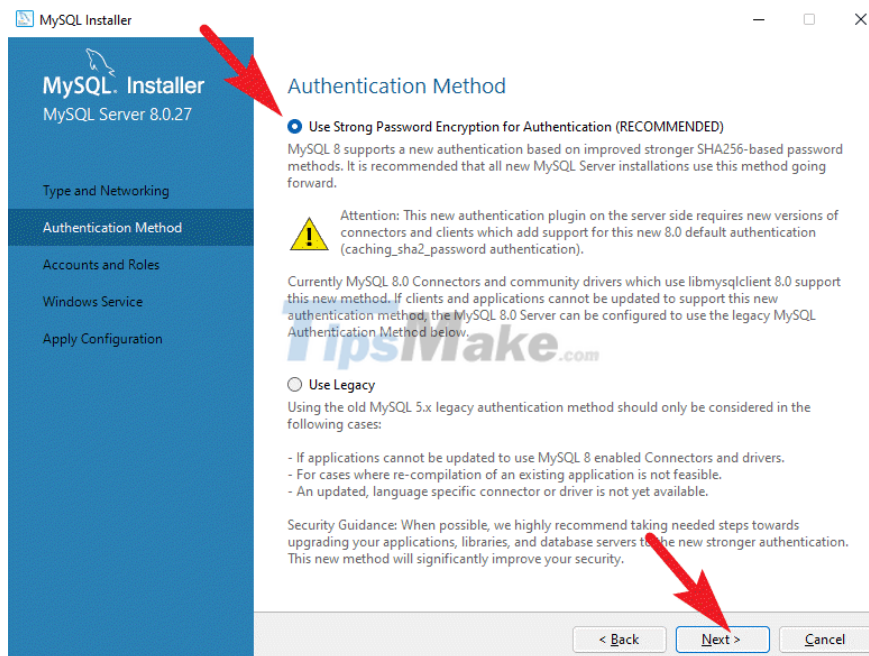 MySQL Installer
MySQL. Installer
MySQL Server 8.0.27
Type and Networking
Authentication Method
Accounts and Roles
Windows Service
Apply Configuration
Authentication Method
Use Strong Password Encryption for Authentication (RECOMMENDED)
MySQL 8 supports a new authentication based on improved stronger SHA256-based password
methods. It is recommended that all new MySQL Server installations use this method going
forward.
Attention: This new authentication plugin on the server side requires new versions of
connectors and clients which add support for this new 8.0 default authentication
(caching_sha2_password authentication).
Currently MySQL 8.0 Connectors and community drivers which use libmysqlclient 8.0 support
this new method. If clients and applications cannot be updated to support this new
authentication method, the MySQL 8.0 Server can be configured to use the legacy MySQL
Authentication Method below.
TipsMake.com
Use Legacy
Using the old MySQL 5.x legacy authentication method should only be considered in the
following cases:
- If applications cannot be updated to use MySQL 8 enabled Connectors and drivers.
- For cases where re-compilation of an existing application is not feasible.
- An updated, language specific connector or driver is not yet available.
Security Guidance: When possible, we highly recommend taking needed steps towards
upgrading your applications, libraries, and database servers to the new stronger authentication.
This new method will significantly improve your security.
< Back
Next >
Cancel